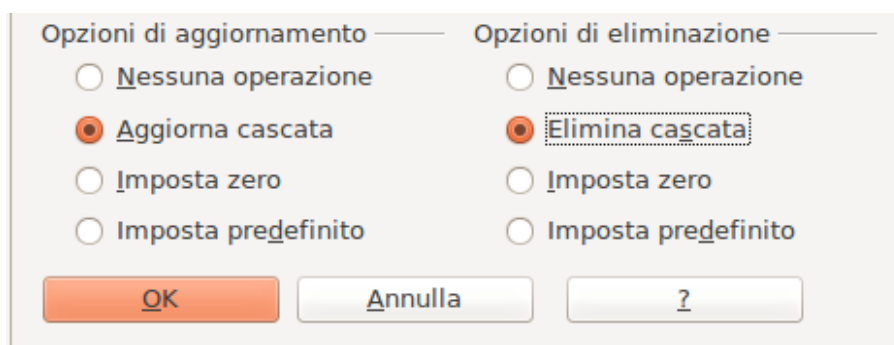 Opzioni di aggiornamento
Nessuna operazione
Aggiorna cascata
Imposta zero
Imposta predefinito
Opzioni di eliminazione
Nessuna operazione
Elimina cascata
Imposta zero
Imposta predefinito
OK
Annulla
?